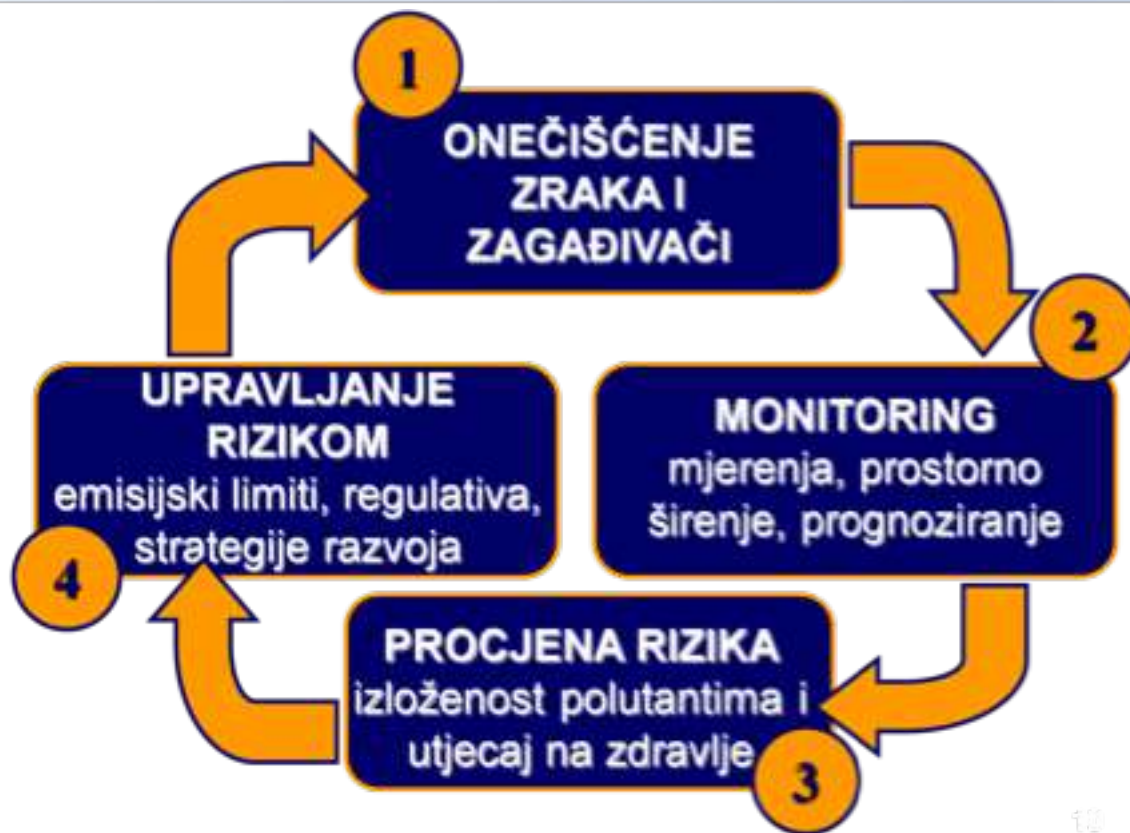 1
ONEČIŠĆENJE
ZRAKA I
ZAGAĐIVAČI
2
MONITORING
mjerenja, prostorno
širenje, prognoziranje
PROCJENA RIZIKA
izloženost polutantima i
utjecaj na zdravlje
3
UPRAVLJANJE
RIZIKOM
emisijski limiti, regulativa,
strategije razvoja
4